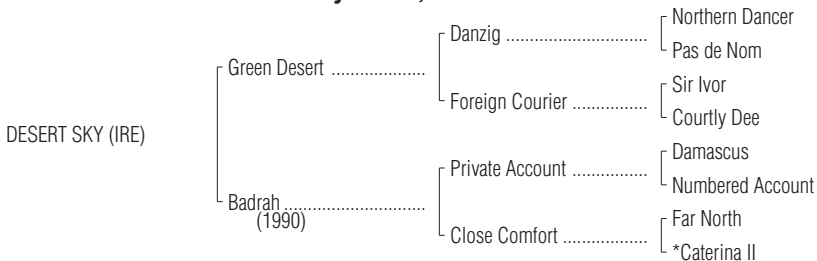 Northern Dancer
Danzig ..............................
Pas de Nom
Green Desert ....................
Sir Ivor
Foreign Courier ................
Courtly Dee
DESERT SKY (IRE)
Damascus
Private Account ................
Numbered Account
Badrah .............................
(1990)
Far North
Close Comfort ..................
*Caterina II